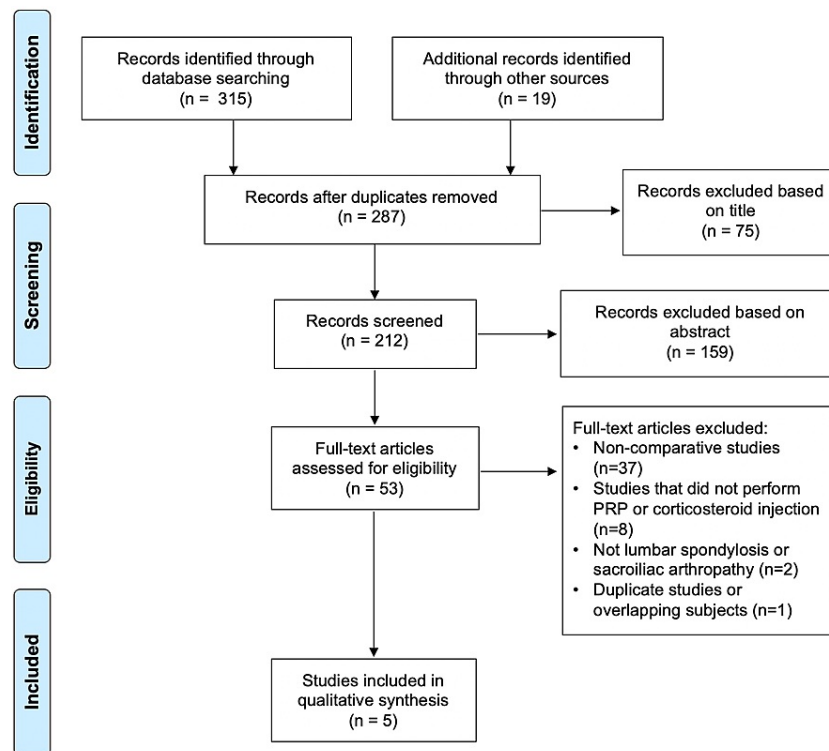 Identification
Records identified through
database searching
(n = 315)
Additional records identified
through other sources
(n = 19)
Records after duplicates removed
(n = 287)
Records excluded based
on title
(n = 75)
Screening
Records screened
(n = 212)
Records excluded based on
abstract
(n = 159)
Eligibility
Full-text articles
assessed for eligibility
(n = 53)
Full-text articles excluded:
• Non-comparative studies
(n=37)
• Studies that did not perform
PRP or corticosteroid injection
(n=8)
• Not lumbar spondylosis or
sacroiliac arthropathy (n=2)
• Duplicate studies or
overlapping subjects (n=1)
Included
Studies included in
qualitative synthesis
(n = 5)